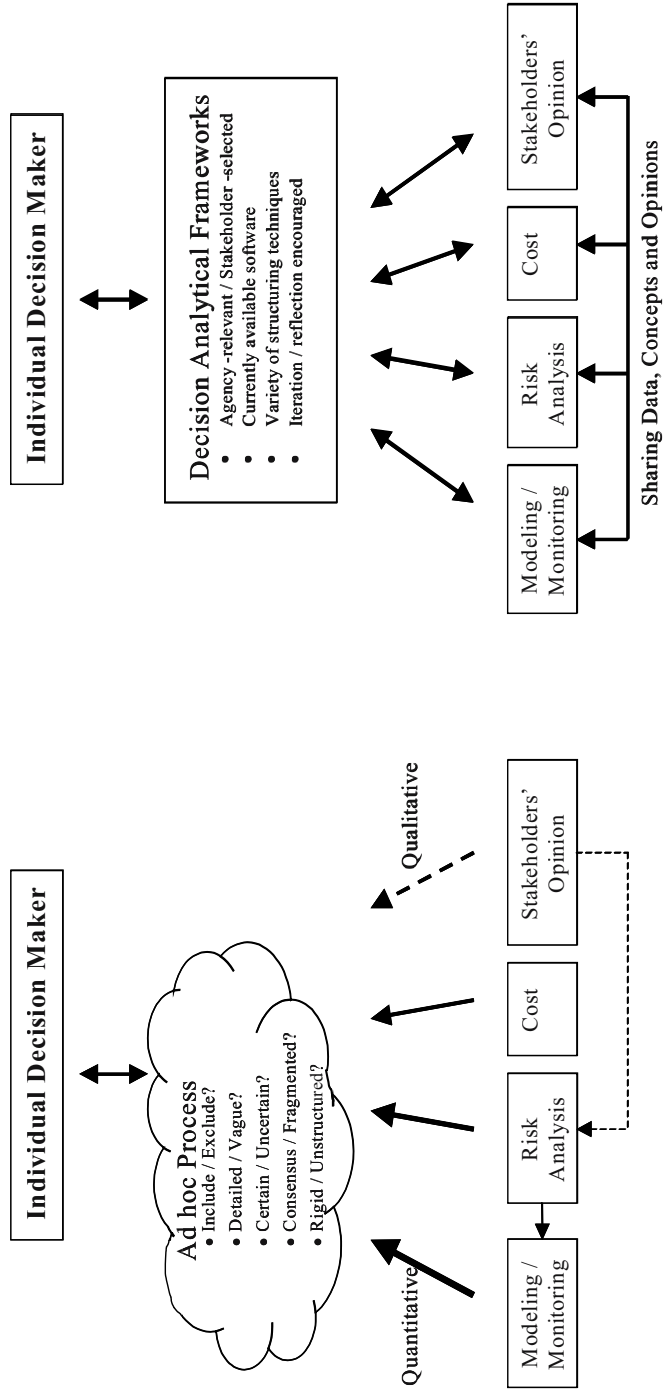 Individual Decision Maker
Ad hoc Process
• Include / Exclude?
• Detailed / Vague?
• Certain / Uncertain?
• Consensus / Fragmented?
• Rigid / Unstructured?
Quantitative
Qualitative
Modeling /
Monitoring
Risk
Analysis
Cost
Stakeholders’
Opinion
Individual Decision Maker
Decision Analytical Frameworks
• Agency -relevant / Stakeholder -selected
• Currently available software
• Variety of structuring techniques
• Iteration / reflection encouraged
Modeling /
Monitoring
Risk
Analysis
Cost
Stakeholders’
Opinion
Sharing Data, Concepts and Opinions